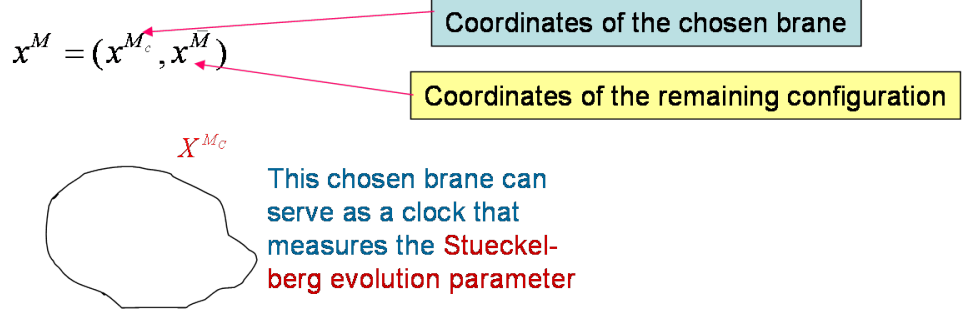 Coordinates of the chosen brane
x^M = (x^{M_c}, x^{\bar{M}})
Coordinates of the remaining configuration
X^{M_C}
This chosen brane can
serve as a clock that
measures the Stueckel-
berg evolution parameter